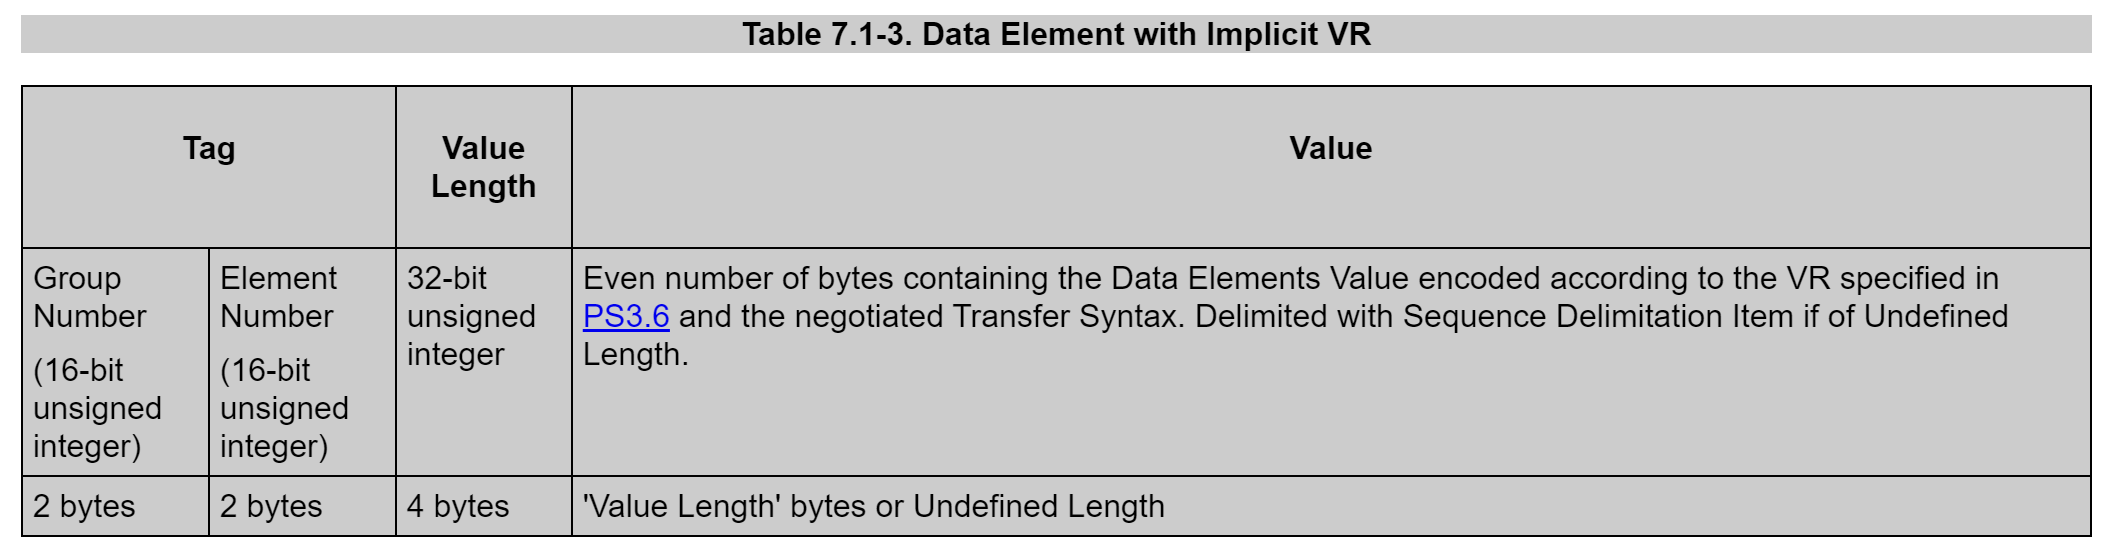 Table 7.1-3. Data Element with Implicit VR
Tag
Value
Length
Value
Group
Number
(16-bit
unsigned
integer)
Element
Number
(16-bit
unsigned
integer)
32-bit
unsigned
integer
Even number of bytes containing the Data Elements Value encoded according to the VR specified in
PS3.6 and the negotiated Transfer Syntax. Delimited with Sequence Delimitation Item if of Undefined
Length.
2 bytes
2 bytes
4 bytes
'Value Length' bytes or Undefined Length